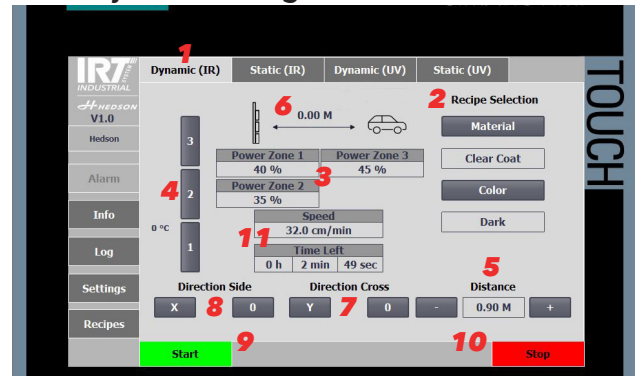 1
IRT
SYSTEM
INDUSTRIAL
HEDSON
V1.0
Hedson
Alarm
Info
Log
Settings
Recipes
Dynamic (IR)
Static (IR)
Dynamic (UV)
Static (UV)
6
0.00 M
2 Recipe Selection
Material
Clear Coat
Color
Dark
3
4 2
1
0 °C
Power Zone 1
Power Zone 3
40 %
45 %
3
Power Zone 2
35 %
Speed
32.0 cm/min
11
Time Left
0 h 2 min 49 sec
5
Direction Side
Direction Cross
Distance
X 8 0
Y 7 0
- 0.90 M +
Start 9
10 Stop
TOUCH